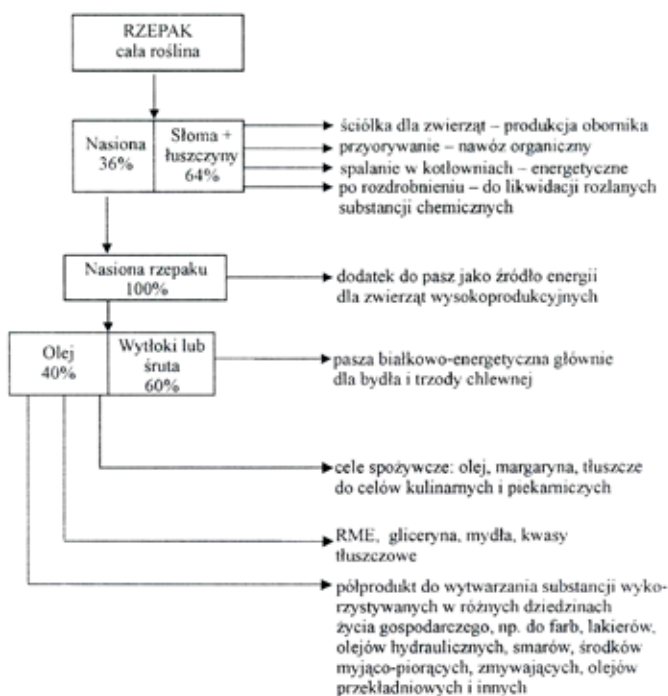 RZEPAK
cała roślina
Nasiona
36%
Słoma +
łuszczyny
64%
ściólka dla zwierząt – produkcja obornika
przyorywanie – nawóz organiczny
spalanie w kotłowniach – energetyczne
po rozdrobnieniu – do likwidacji rozlanych
substancji chemicznych
Nasiona rzepaku
100%
dodatek do pasz jako źródło energii
dla zwierząt wysokoprodukcyjnych
Olej
40%
Wytłoki lub
śruta
60%
pasza białkowo-energetyczna głównie
dla bydła i trzody chlewnej
cele spożywcze: olej, margaryna, tłuszcze
do celów kulinarnych i piekarniczych
RME, gliceryna, mydła, kwasy
tłuszczowe
półprodukt do wytwarzania substancji wyko-
rzystywanych w różnych dziedzinach
życia gospodarczego, np. do farb, lakierów,
olejów hydraulicznych, smarów, środków
myjąco-piorących, zmywających, olejów
przekładniowych i innych